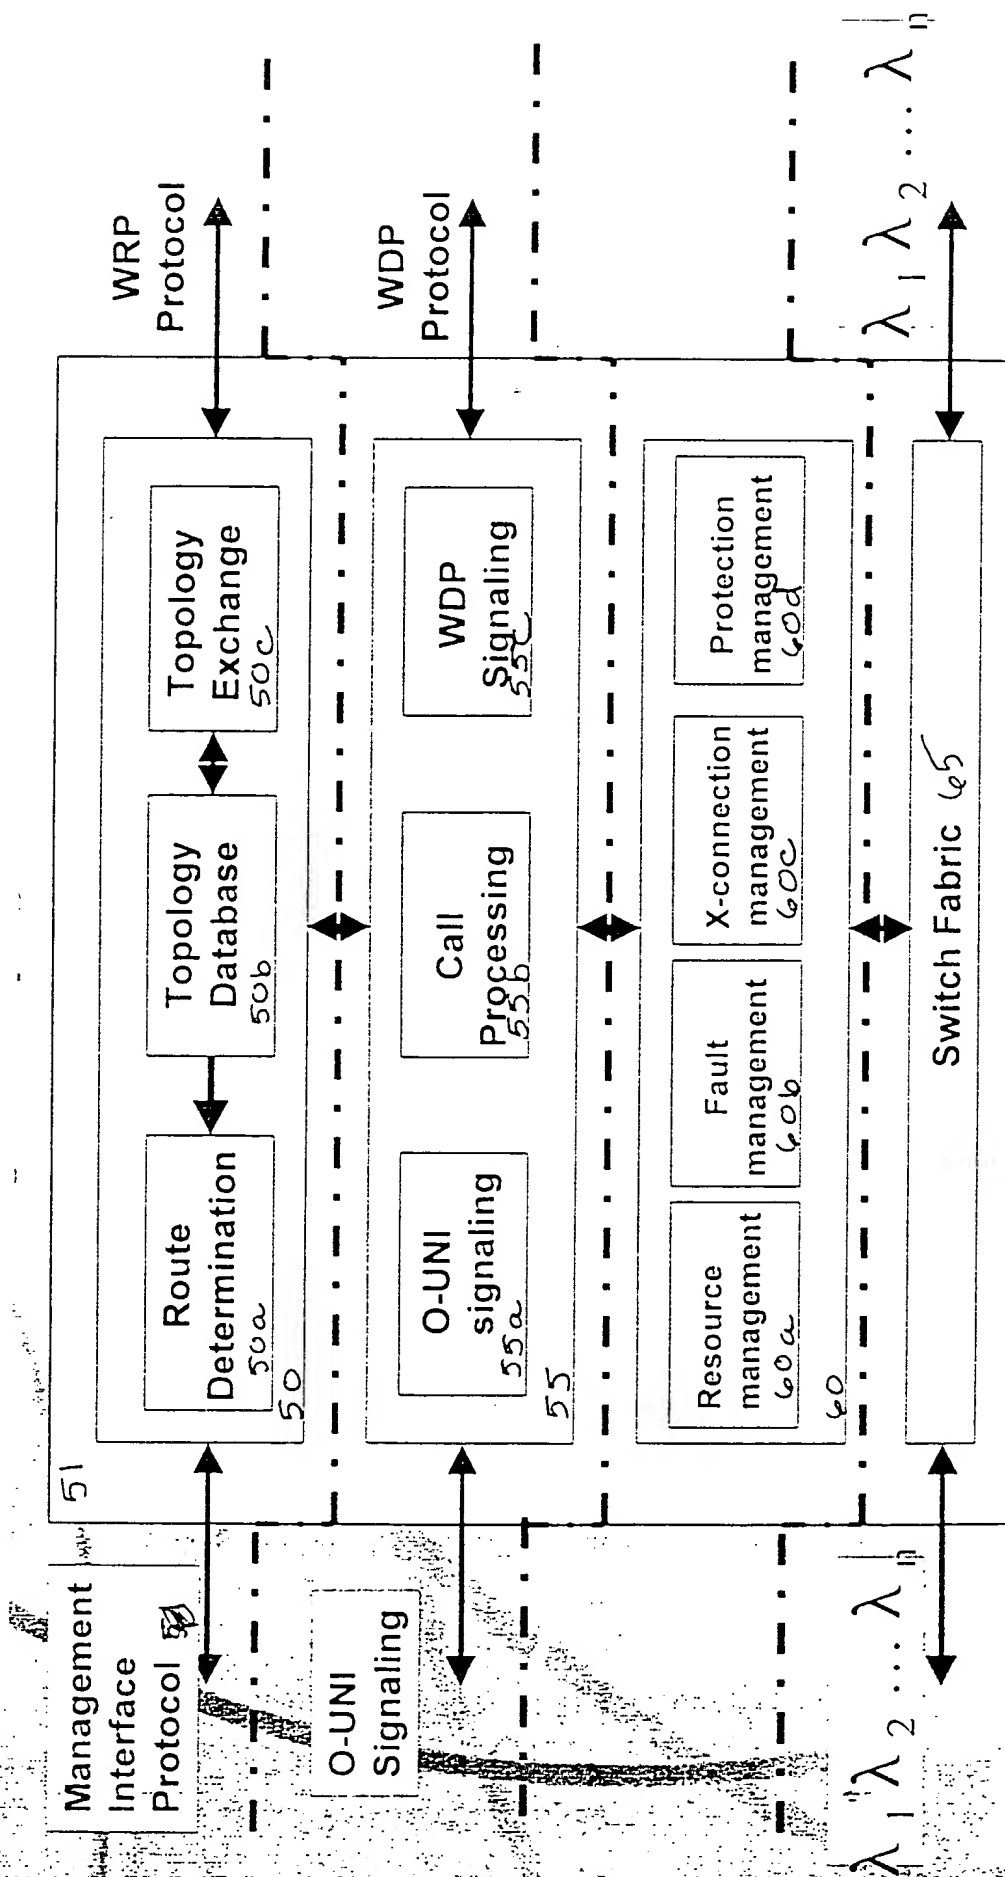 51
Management
Interface
Protocol
WRP
Protocol
Route
Determination
50a
Topology
Database
50b
Topology
Exchange
50c
50
O-UNI
Signaling
WDP
Protocol
O-UNI
signaling
55a
Call
Processing
55b
WDP
Signaling
55c
55
Resource
management
60a
Fault
management
60b
X-connection
management
60c
Protection
management
60d
60
λ1 λ2 ... λn
Switch Fabric 65
λ1 λ2 ... λn